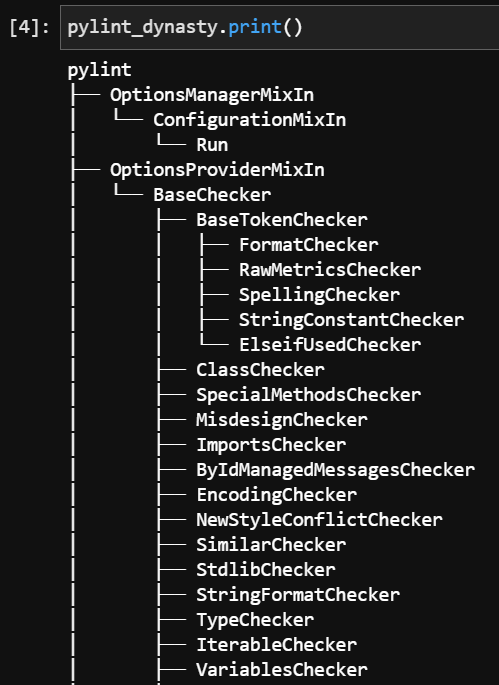 [4]: pylint_dynasty.print()
pylint
├── OptionsManagerMixIn
│   └── ConfigurationMixIn
│       └── Run
├── OptionsProviderMixIn
│   └── BaseChecker
│       ├── BaseTokenChecker
│       │   ├── FormatChecker
│       │   ├── RawMetricsChecker
│       │   ├── SpellingChecker
│       │   ├── StringConstantChecker
│       │   └── ElseifUsedChecker
│       ├── ClassChecker
│       ├── SpecialMethodsChecker
│       ├── MisdesignChecker
│       ├── ImportsChecker
│       ├── ByIdManagedMessagesChecker
│       ├── EncodingChecker
│       ├── NewStyleConflictChecker
│       ├── SimilarChecker
│       ├── StdlibChecker
│       ├── StringFormatChecker
│       ├── TypeChecker
│       ├── IterableChecker
│       ├── VariablesChecker